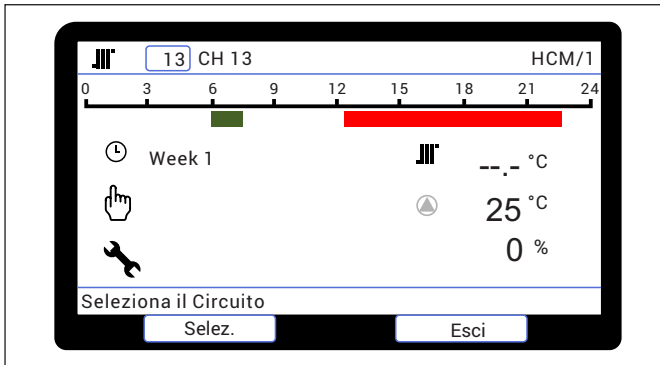 13 CH 13 HCM/1
0 3 6 9 12 15 18 21 24
Week 1 --.- °C
25 °C
0 %
Seleziona il Circuito
Selez. Esci